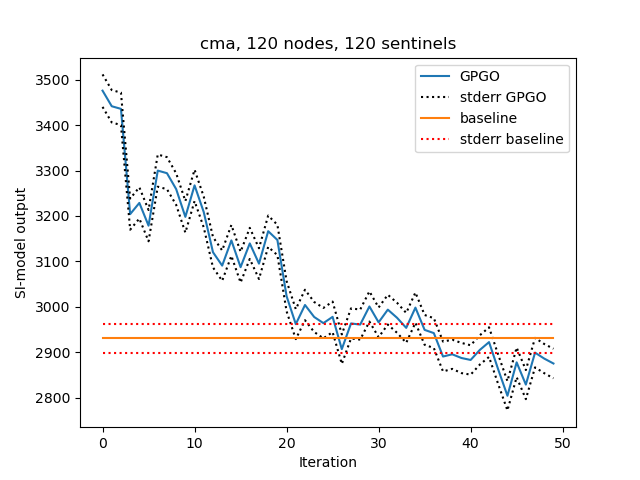 cma, 120 nodes, 120 sentinels
GPGO
stderr GPGO
baseline
stderr baseline
SI-model output
3500
3400
3300
3200
3100
3000
2900
2800
0 10 20 30 40 50
Iteration